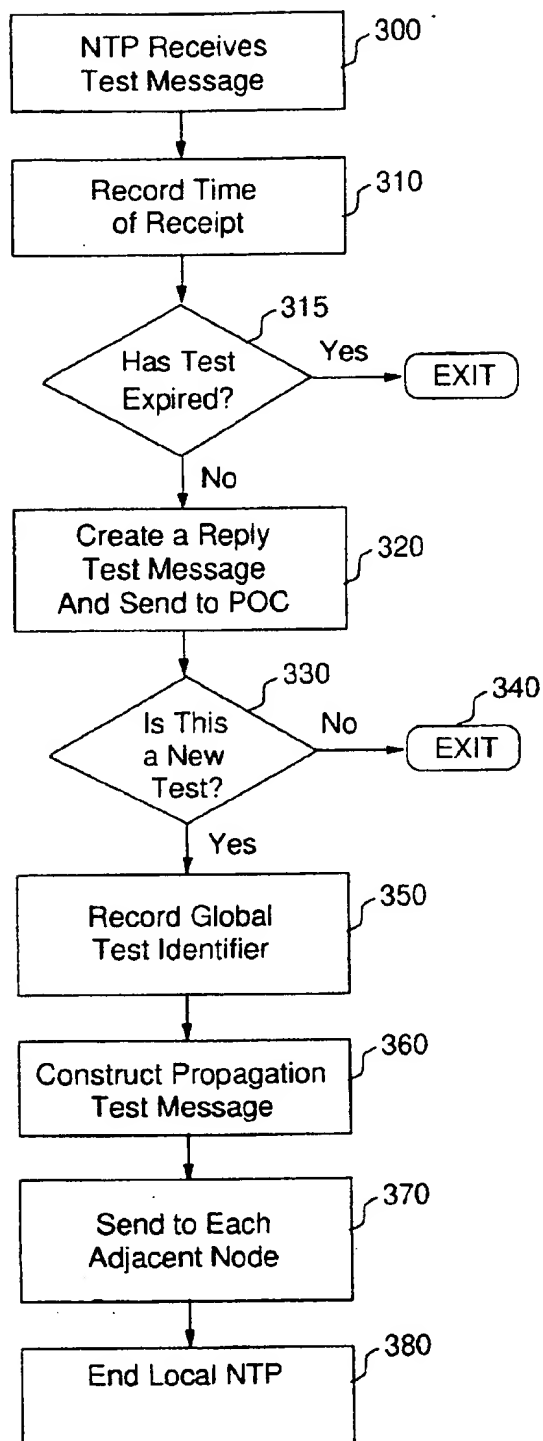 NTP Receives
Test Message
300
Record Time
of Receipt
310
315
Has Test
Expired?
Yes
EXIT
No
Create a Reply
Test Message
And Send to POC
320
330
Is This
a New
Test?
No
340
EXIT
Yes
Record Global
Test Identifier
350
Construct Propagation
Test Message
360
Send to Each
Adjacent Node
370
End Local NTP
380